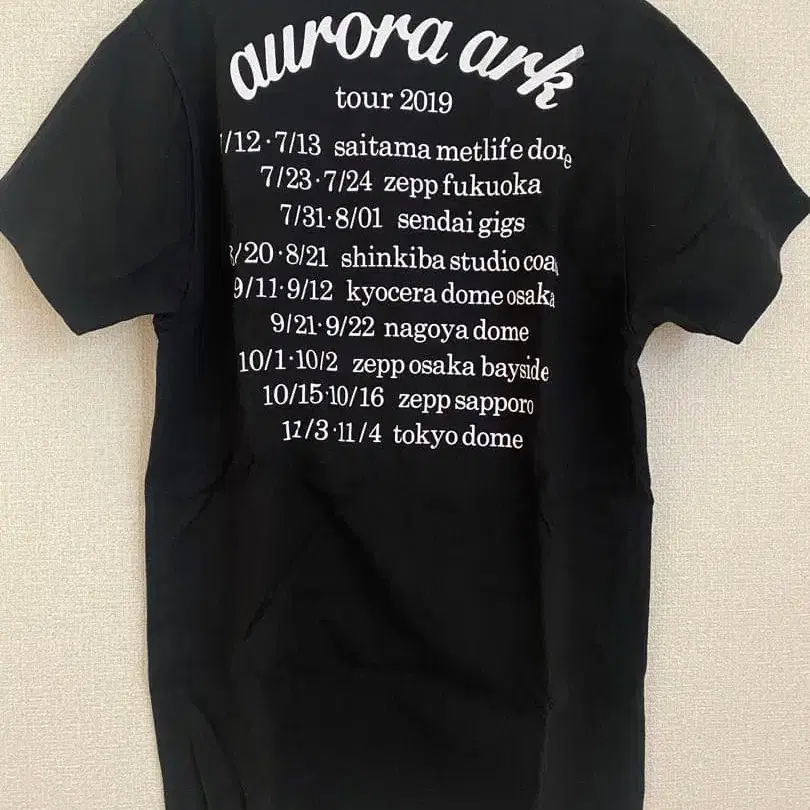 aurora ark
tour 2019
/12·7/13 saitama metlife dome
7/23·7/24 zepp fukuoka
7/31·8/01 sendai gigs
8/20·8/21 shinkiba studio coa
9/11·9/12 kyocera dome osaka
9/21·9/22 nagoya dome
10/1·10/2 zepp osaka bayside
10/15·10/16 zepp sapporo
11/3·11/4 tokyo dome